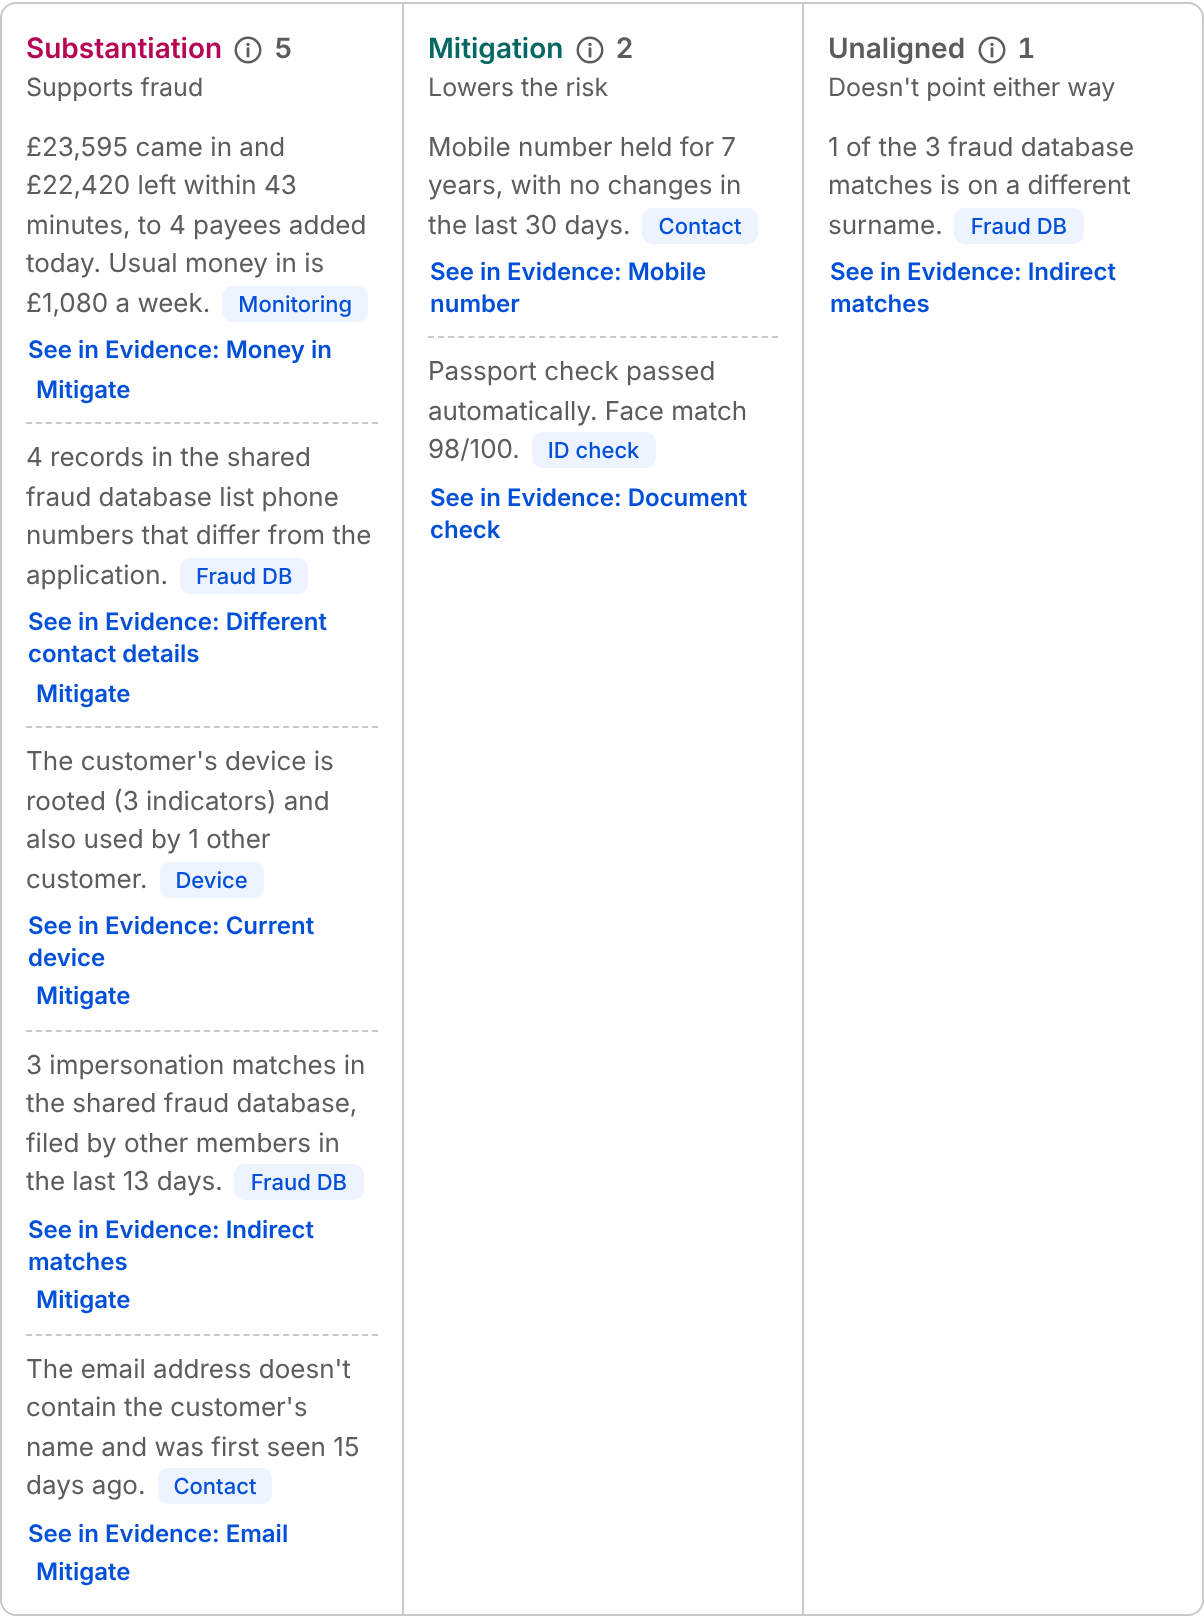 Substantiation 5
Supports fraud
£23,595 came in and
£22,420 left within 43
minutes, to 4 payees added
today. Usual money in is
£1,080 a week. Monitoring
See in Evidence: Money in
Mitigate
4 records in the shared
fraud database list phone
numbers that differ from the
application. Fraud DB
See in Evidence: Different
contact details
Mitigate
The customer's device is
rooted (3 indicators) and
also used by 1 other
customer. Device
See in Evidence: Current
device
Mitigate
3 impersonation matches in
the shared fraud database,
filed by other members in
the last 13 days. Fraud DB
See in Evidence: Indirect
matches
Mitigate
The email address doesn't
contain the customer's
name and was first seen 15
days ago. Contact
See in Evidence: Email
Mitigate
Mitigation 2
Lowers the risk
Mobile number held for 7
years, with no changes in
the last 30 days. Contact
See in Evidence: Mobile
number
Passport check passed
automatically. Face match
98/100. ID check
See in Evidence: Document
check
Unaligned 1
Doesn't point either way
1 of the 3 fraud database
matches is on a different
surname. Fraud DB
See in Evidence: Indirect
matches